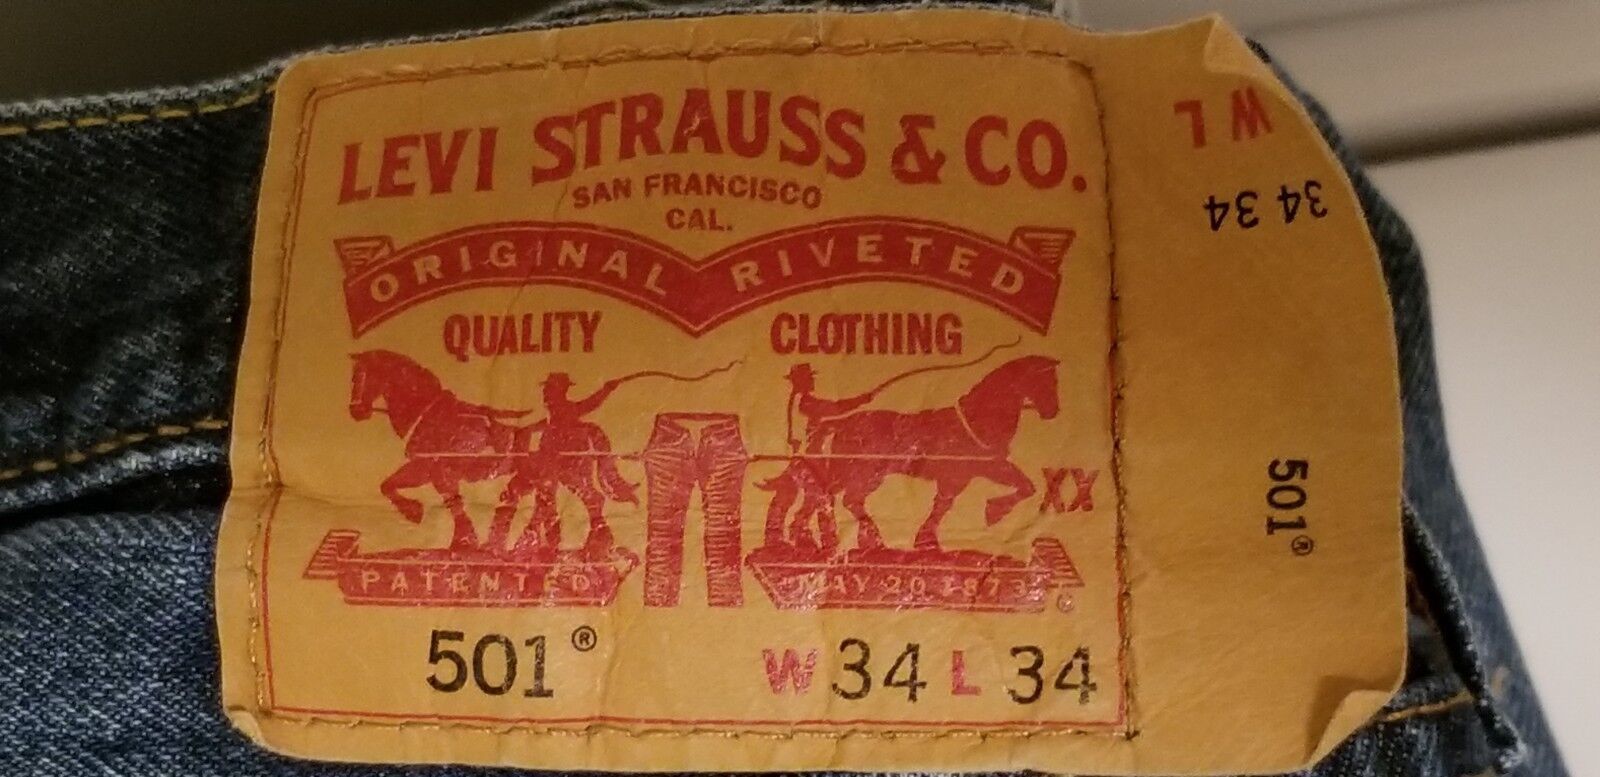 LEVI STRAUSS & CO.
SAN FRANCISCO
CAL.
ORIGINAL RIVETED
QUALITY CLOTHING
XX
PATENTED MAY 20 1873
501® W 34 L 34
W L
34 34
501®